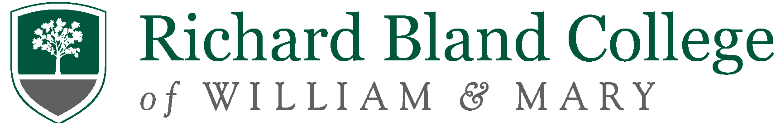 Richard Bland College
of WILLIAM & MARY